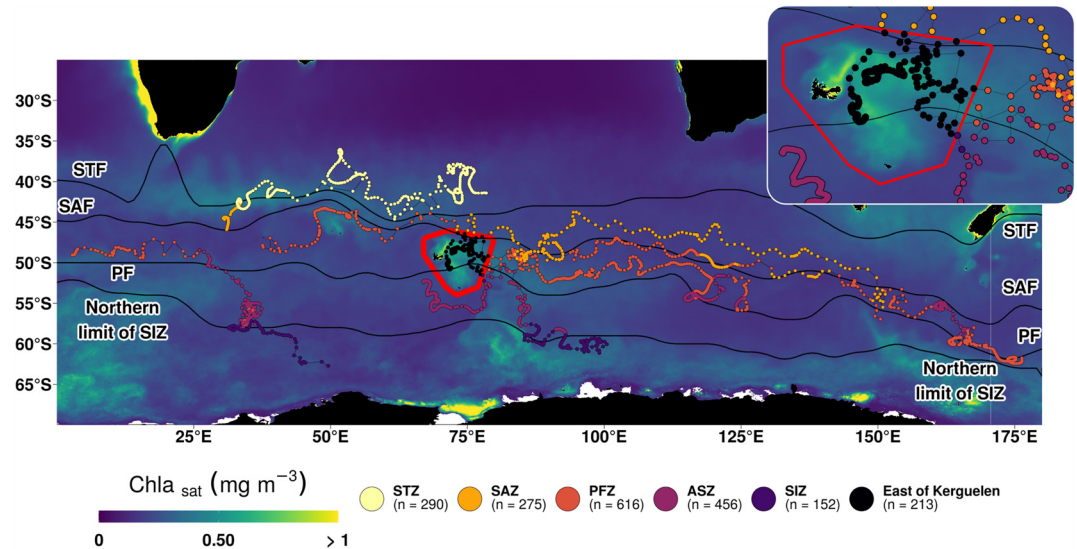 30°S
35°S
40°S
45°S
50°S
55°S
60°S
65°S
STF
SAF
PF
Northern
limit of SIZ
STF
SAF
PF
Northern
limit of SIZ
25°E
50°E
75°E
100°E
125°E
150°E
175°E
Chla sat (mg m−3)
0
0.50
> 1
STZ
(n = 290)
SAZ
(n = 275)
PFZ
(n = 616)
ASZ
(n = 456)
SIZ
(n = 152)
East of Kerguelen
(n = 213)